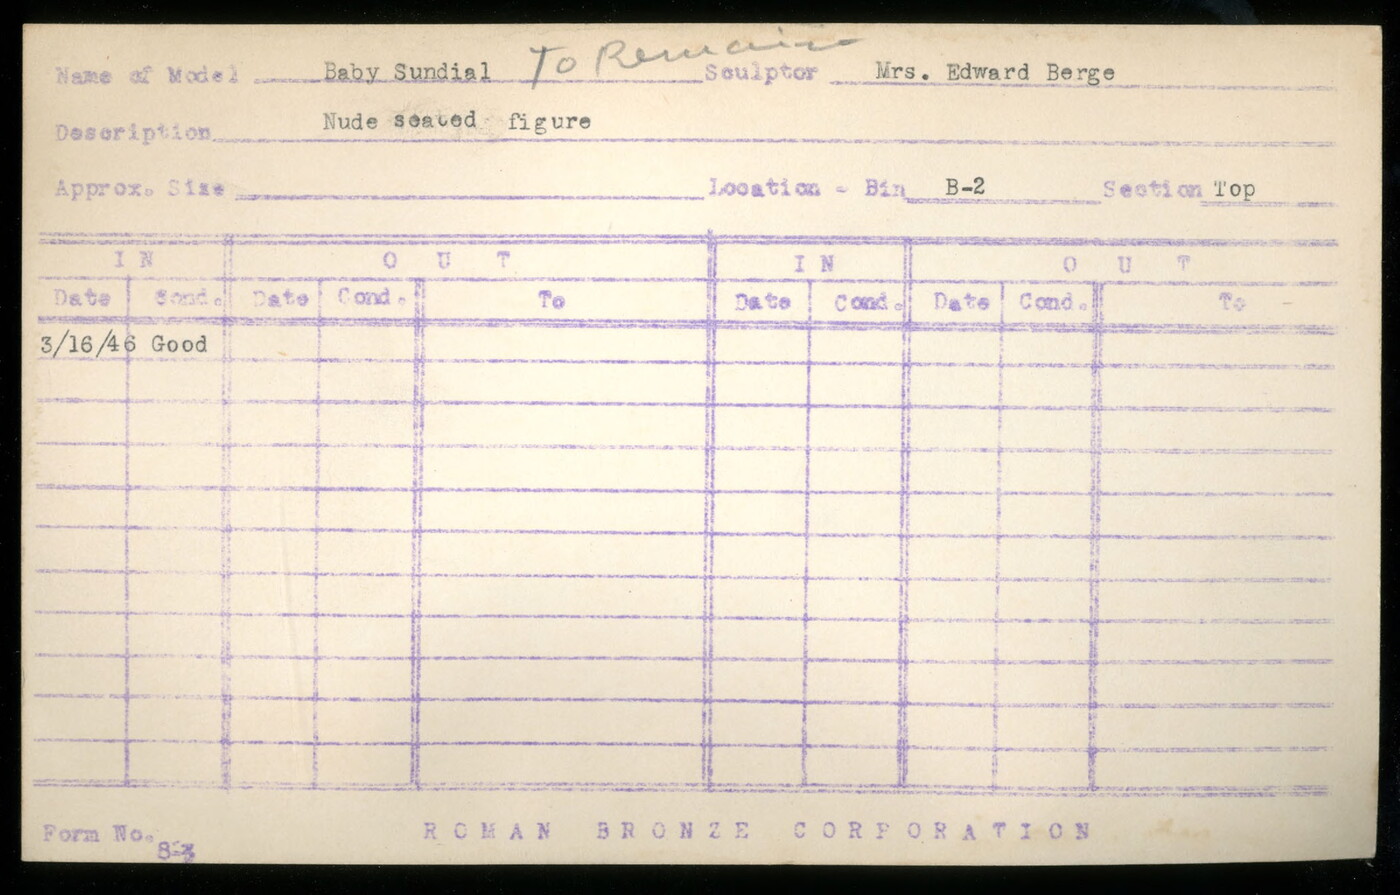 To Remain
Name of Model Baby Sundial Sculptor Mrs. Edward Berge
Description Nude seated figure
Approx. Size Location - Bin B-2 Section Top
IN OUT IN OUT
Date Cond. Date Cond. To Date Cond. Date Cond. To
3/16/46 Good
Form No. ROMAN BRONZE CORPORATION